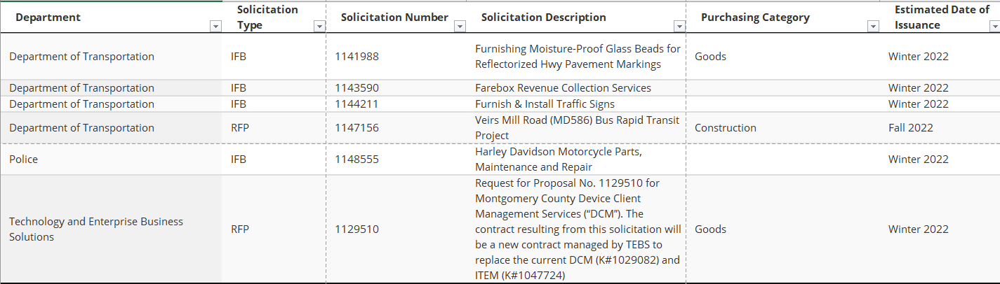 Department
Solicitation
Type
Solicitation Number
Solicitation Description
Purchasing Category
Estimated Date of
Issuance
Department of Transportation
IFB
1141988
Furnishing Moisture-Proof Glass Beads for
Reflectorized Hwy Pavement Markings
Goods
Winter 2022
Department of Transportation
IFB
1143590
Farebox Revenue Collection Services
Winter 2022
Department of Transportation
IFB
1144211
Furnish & Install Traffic Signs
Winter 2022
Department of Transportation
RFP
1147156
Veirs Mill Road (MD586) Bus Rapid Transit
Project
Construction
Fall 2022
Police
IFB
1148555
Harley Davidson Motorcycle Parts,
Maintenance and Repair
Winter 2022
Technology and Enterprise Business
Solutions
RFP
1129510
Request for Proposal No. 1129510 for
Montgomery County Device Client
Management Services (“DCM”). The
contract resulting from this solicitation will
be a new contract managed by TEBS to
replace the current DCM (K#1029082) and
ITEM (K#1047724)
Goods
Winter 2022